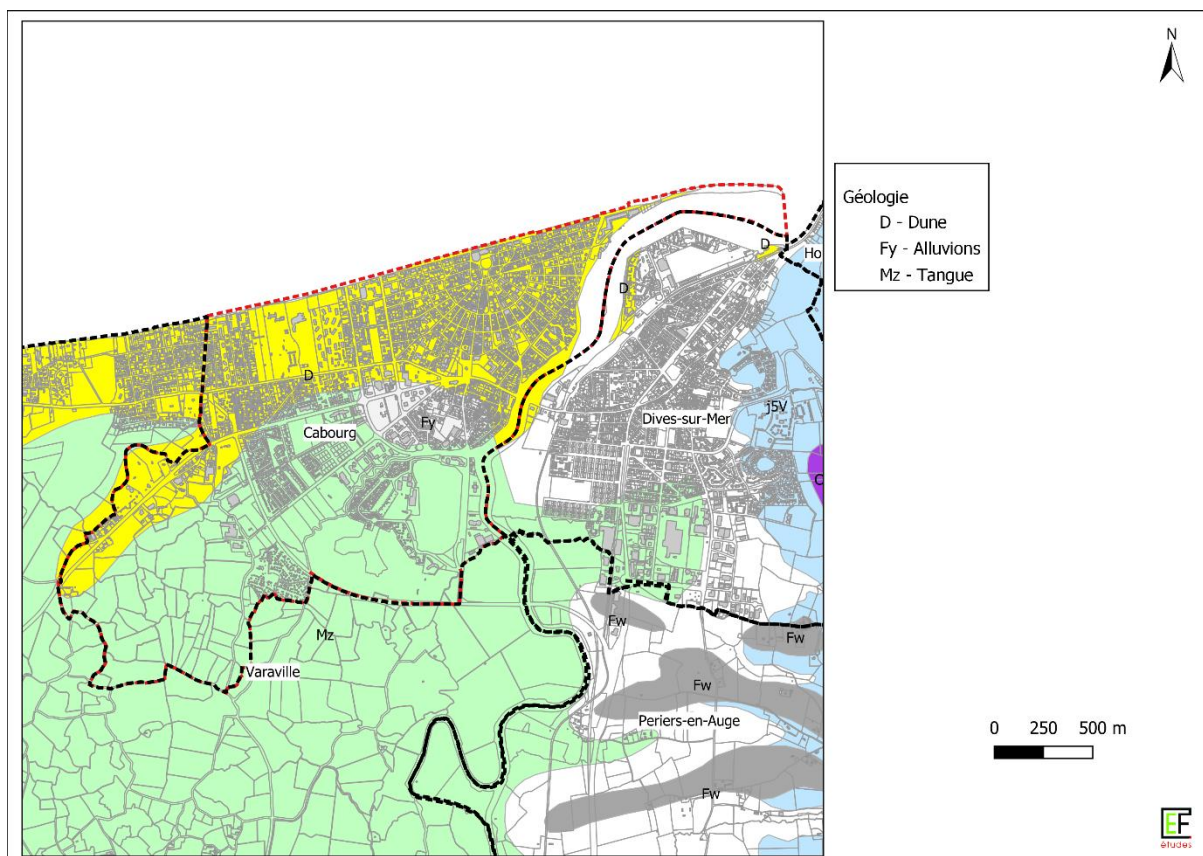 N
Géologie
D - Dune
Fy - Alluvions
Mz - Tangue
D
Ho
D
D
j5V
Fy
Cabourg
Dives-sur-Mer
C
Fw
Mz
Fw
Varaville
Fw
Periers-en-Auge
0 250 500 m
Fw
EF
études